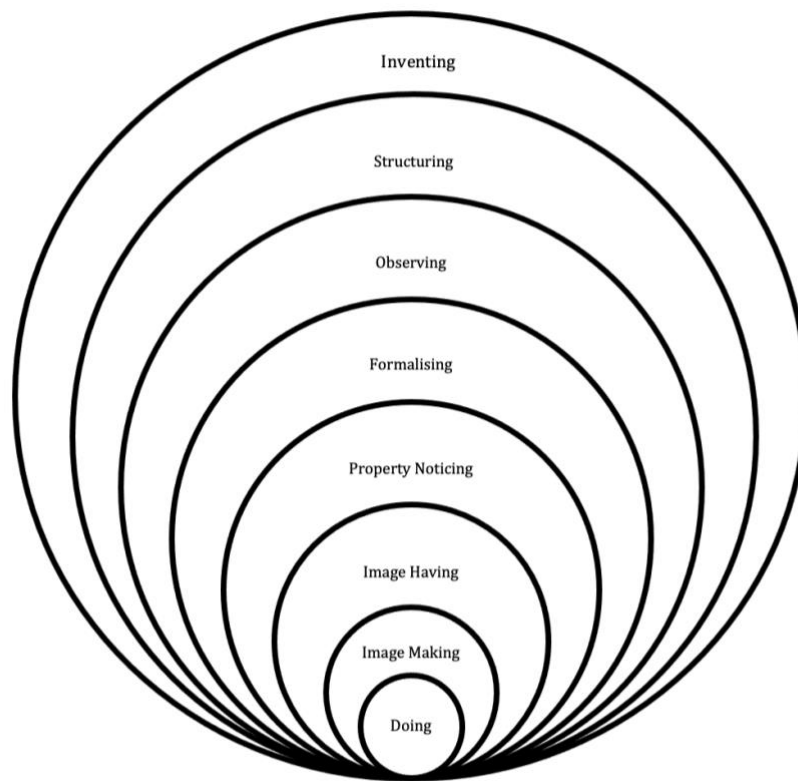 Inventing
Structuring
Observing
Formalising
Property Noticing
Image Having
Image Making
Doing